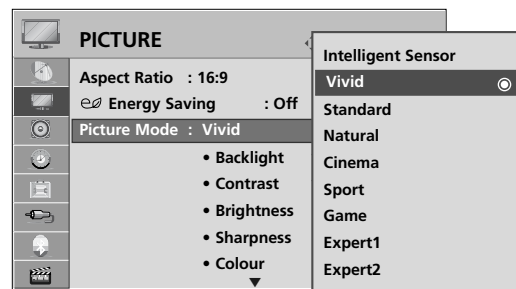 PICTURE
Aspect Ratio : 16:9
Energy Saving : Off
Picture Mode : Vivid
• Backlight
• Contrast
• Brightness
• Sharpness
• Colour
Intelligent Sensor
Vivid
Standard
Natural
Cinema
Sport
Game
Expert1
Expert2